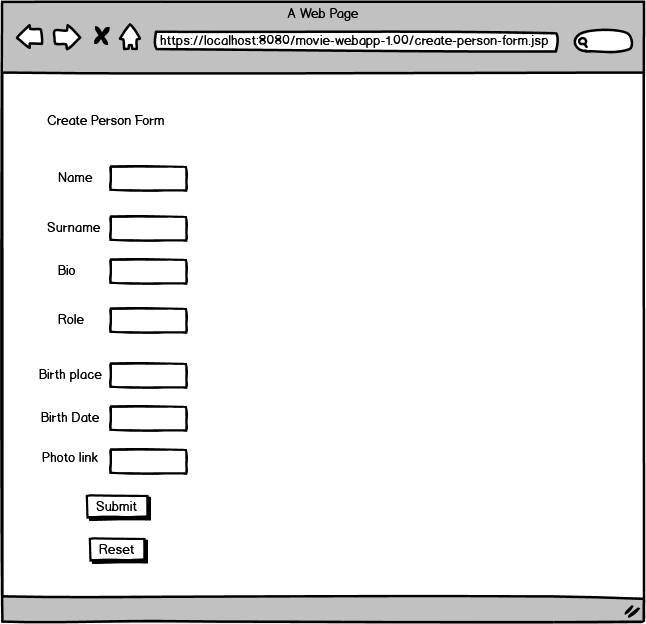 A Web Page
https://localhost:8080/movie-webapp-1.00/create-person-form.jsp
Create Person Form
Name
Surname
Bio
Role
Birth place
Birth Date
Photo link
Submit
Reset